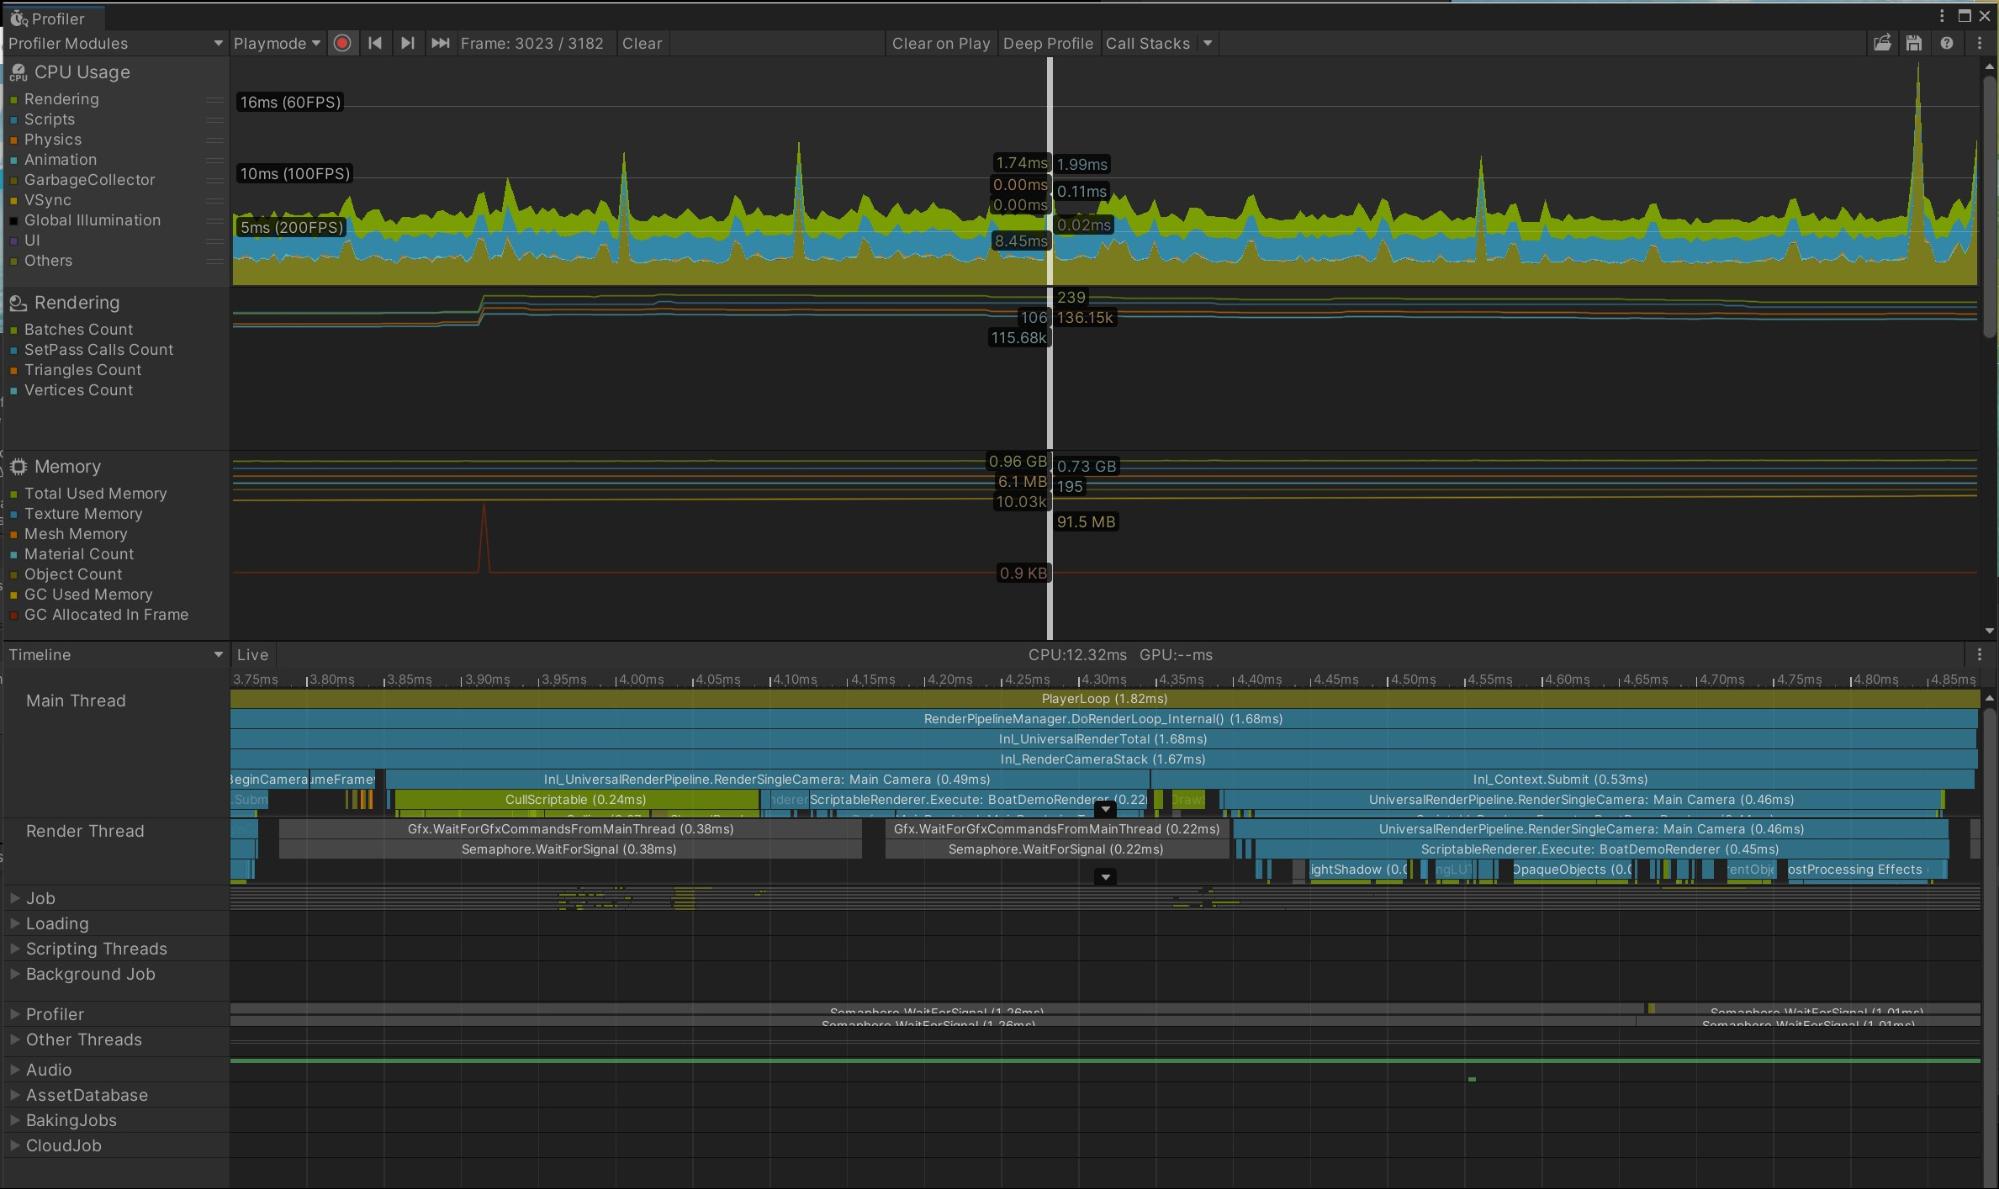 Profiler
Profiler Modules
Playmode
Frame: 3023 / 3182
Clear
Clear on Play
Deep Profile
Call Stacks
CPU Usage
Rendering
Scripts
Physics
Animation
GarbageCollector
VSync
Global Illumination
UI
Others
16ms (60FPS)
10ms (100FPS)
5ms (200FPS)
1.74ms
1.99ms
0.00ms
0.11ms
0.00ms
0.02ms
8.45ms
Rendering
Batches Count
SetPass Calls Count
Triangles Count
Vertices Count
239
106
136.15k
115.68k
Memory
Total Used Memory
Texture Memory
Mesh Memory
Material Count
Object Count
GC Used Memory
GC Allocated In Frame
0.96 GB
0.73 GB
6.1 MB
195
10.03k
91.5 MB
0.9 KB
Timeline
Live
CPU:12.32ms GPU:--ms
3.75ms 3.80ms 3.85ms 3.90ms 3.95ms 4.00ms 4.05ms 4.10ms 4.15ms 4.20ms 4.25ms 4.30ms 4.35ms 4.40ms 4.45ms 4.50ms 4.55ms 4.60ms 4.65ms 4.70ms 4.75ms 4.80ms 4.85ms
Main Thread
PlayerLoop (1.82ms)
RenderPipelineManager.DoRenderLoop_Internal() (1.68ms)
Inl_UniversalRenderTotal (1.68ms)
Inl_RenderCameraStack (1.67ms)
BeginCamera
umeFrame
Inl_UniversalRenderPipeline.RenderSingleCamera: Main Camera (0.49ms)
Inl_Context.Submit (0.53ms)
.Subm
CullScriptable (0.24ms)
nderer
ScriptableRenderer.Execute: BoatDemoRenderer (0.22
Draw
UniversalRenderPipeline.RenderSingleCamera: Main Camera (0.46ms)
Render Thread
Gfx.WaitForGfxCommandsFromMainThread (0.38ms)
Gfx.WaitForGfxCommandsFromMainThread (0.22ms)
UniversalRenderPipeline.RenderSingleCamera: Main Camera (0.46ms)
Semaphore.WaitForSignal (0.38ms)
Semaphore.WaitForSignal (0.22ms)
ScriptableRenderer.Execute: BoatDemoRenderer (0.45ms)
ightShadow (0.0
ngLU
OpaqueObjects (0.0
rentObje
ostProcessing Effects
Job
Loading
Scripting Threads
Background Job
Profiler
Semaphore.WaitForSignal (1.26ms)
Semaphore.WaitForSignal (1.01ms)
Semaphore.WaitForSignal (1.26ms)
Semaphore.WaitForSignal (1.01ms)
Other Threads
Audio
AssetDatabase
BakingJobs
CloudJob